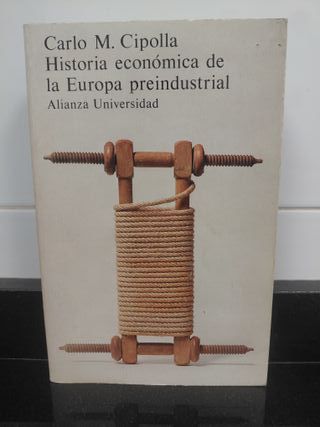 Carlo M. Cipolla
Historia económica de
la Europa preindustrial
Alianza Universidad